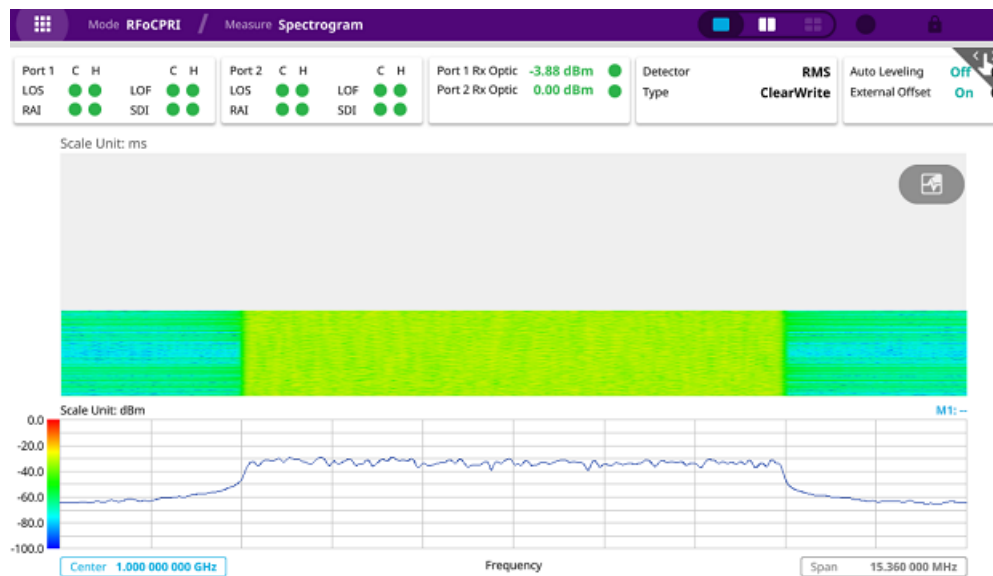 Mode RFoCPRI / Measure Spectrogram
Port 1 C H C H
LOS LOF
RAI SDI
Port 2 C H C H
LOS LOF
RAI SDI
Port 1 Rx Optic -3.88 dBm
Port 2 Rx Optic 0.00 dBm
Detector RMS
Type ClearWrite
Auto Leveling Off
External Offset On
Scale Unit: ms
Scale Unit: dBm M1: --
0.0
-20.0
-40.0
-60.0
-80.0
-100.0
Center 1.000 000 000 GHz Frequency Span 15.360 000 MHz